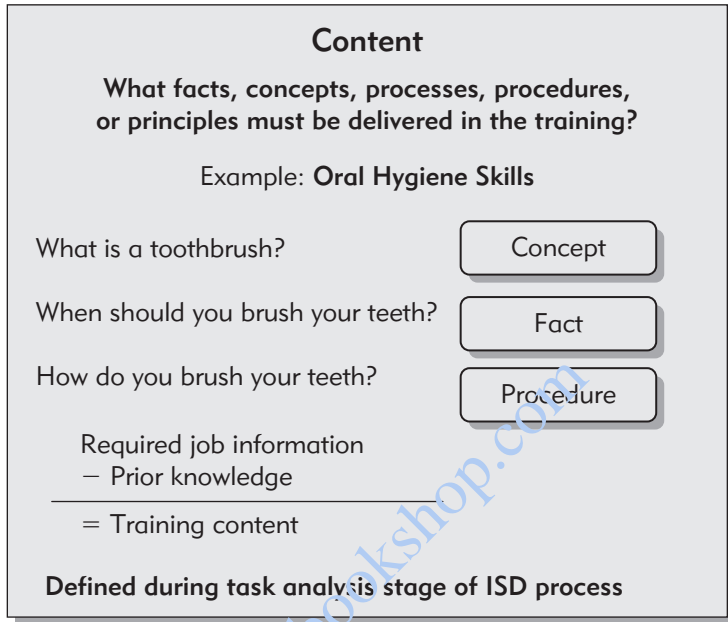 Content
What facts, concepts, processes, procedures,
or principles must be delivered in the training?
Example: Oral Hygiene Skills
What is a toothbrush?
Concept
When should you brush your teeth?
Fact
How do you brush your teeth?
Procedure
Required job information
− Prior knowledge
= Training content
Defined during task analysis stage of ISD process
bookshop.com